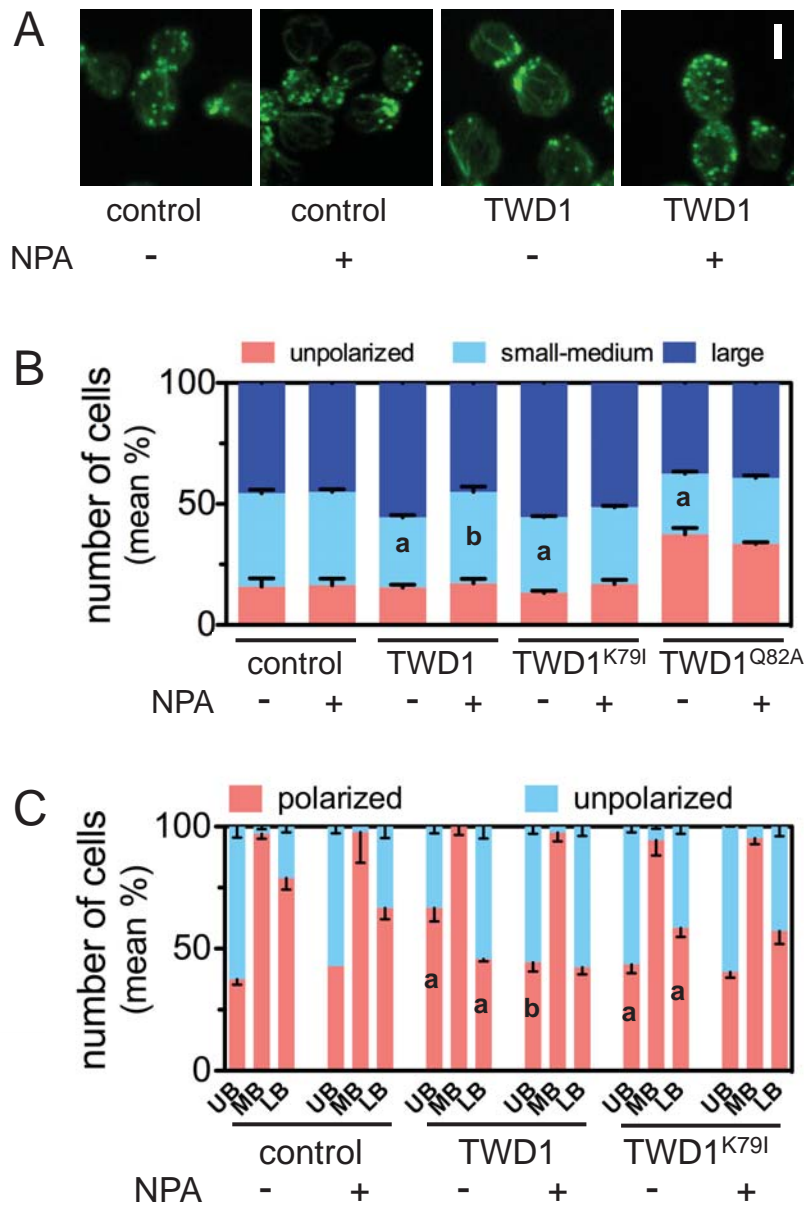 A
control control TWD1 TWD1
NPA - + - +
B
unpolarized small-medium large
number of cells
(mean %)
100
50
0
a b a a
control TWD1 TWD1K79I TWD1Q82A
NPA - + - + - + - +
C
polarized unpolarized
number of cells
(mean %)
100
50
0
a a b a a
UB MB LB UB MB LB UB MB LB UB MB LB UB MB LB UB MB LB
control TWD1 TWD1K79I
NPA - + - + - +